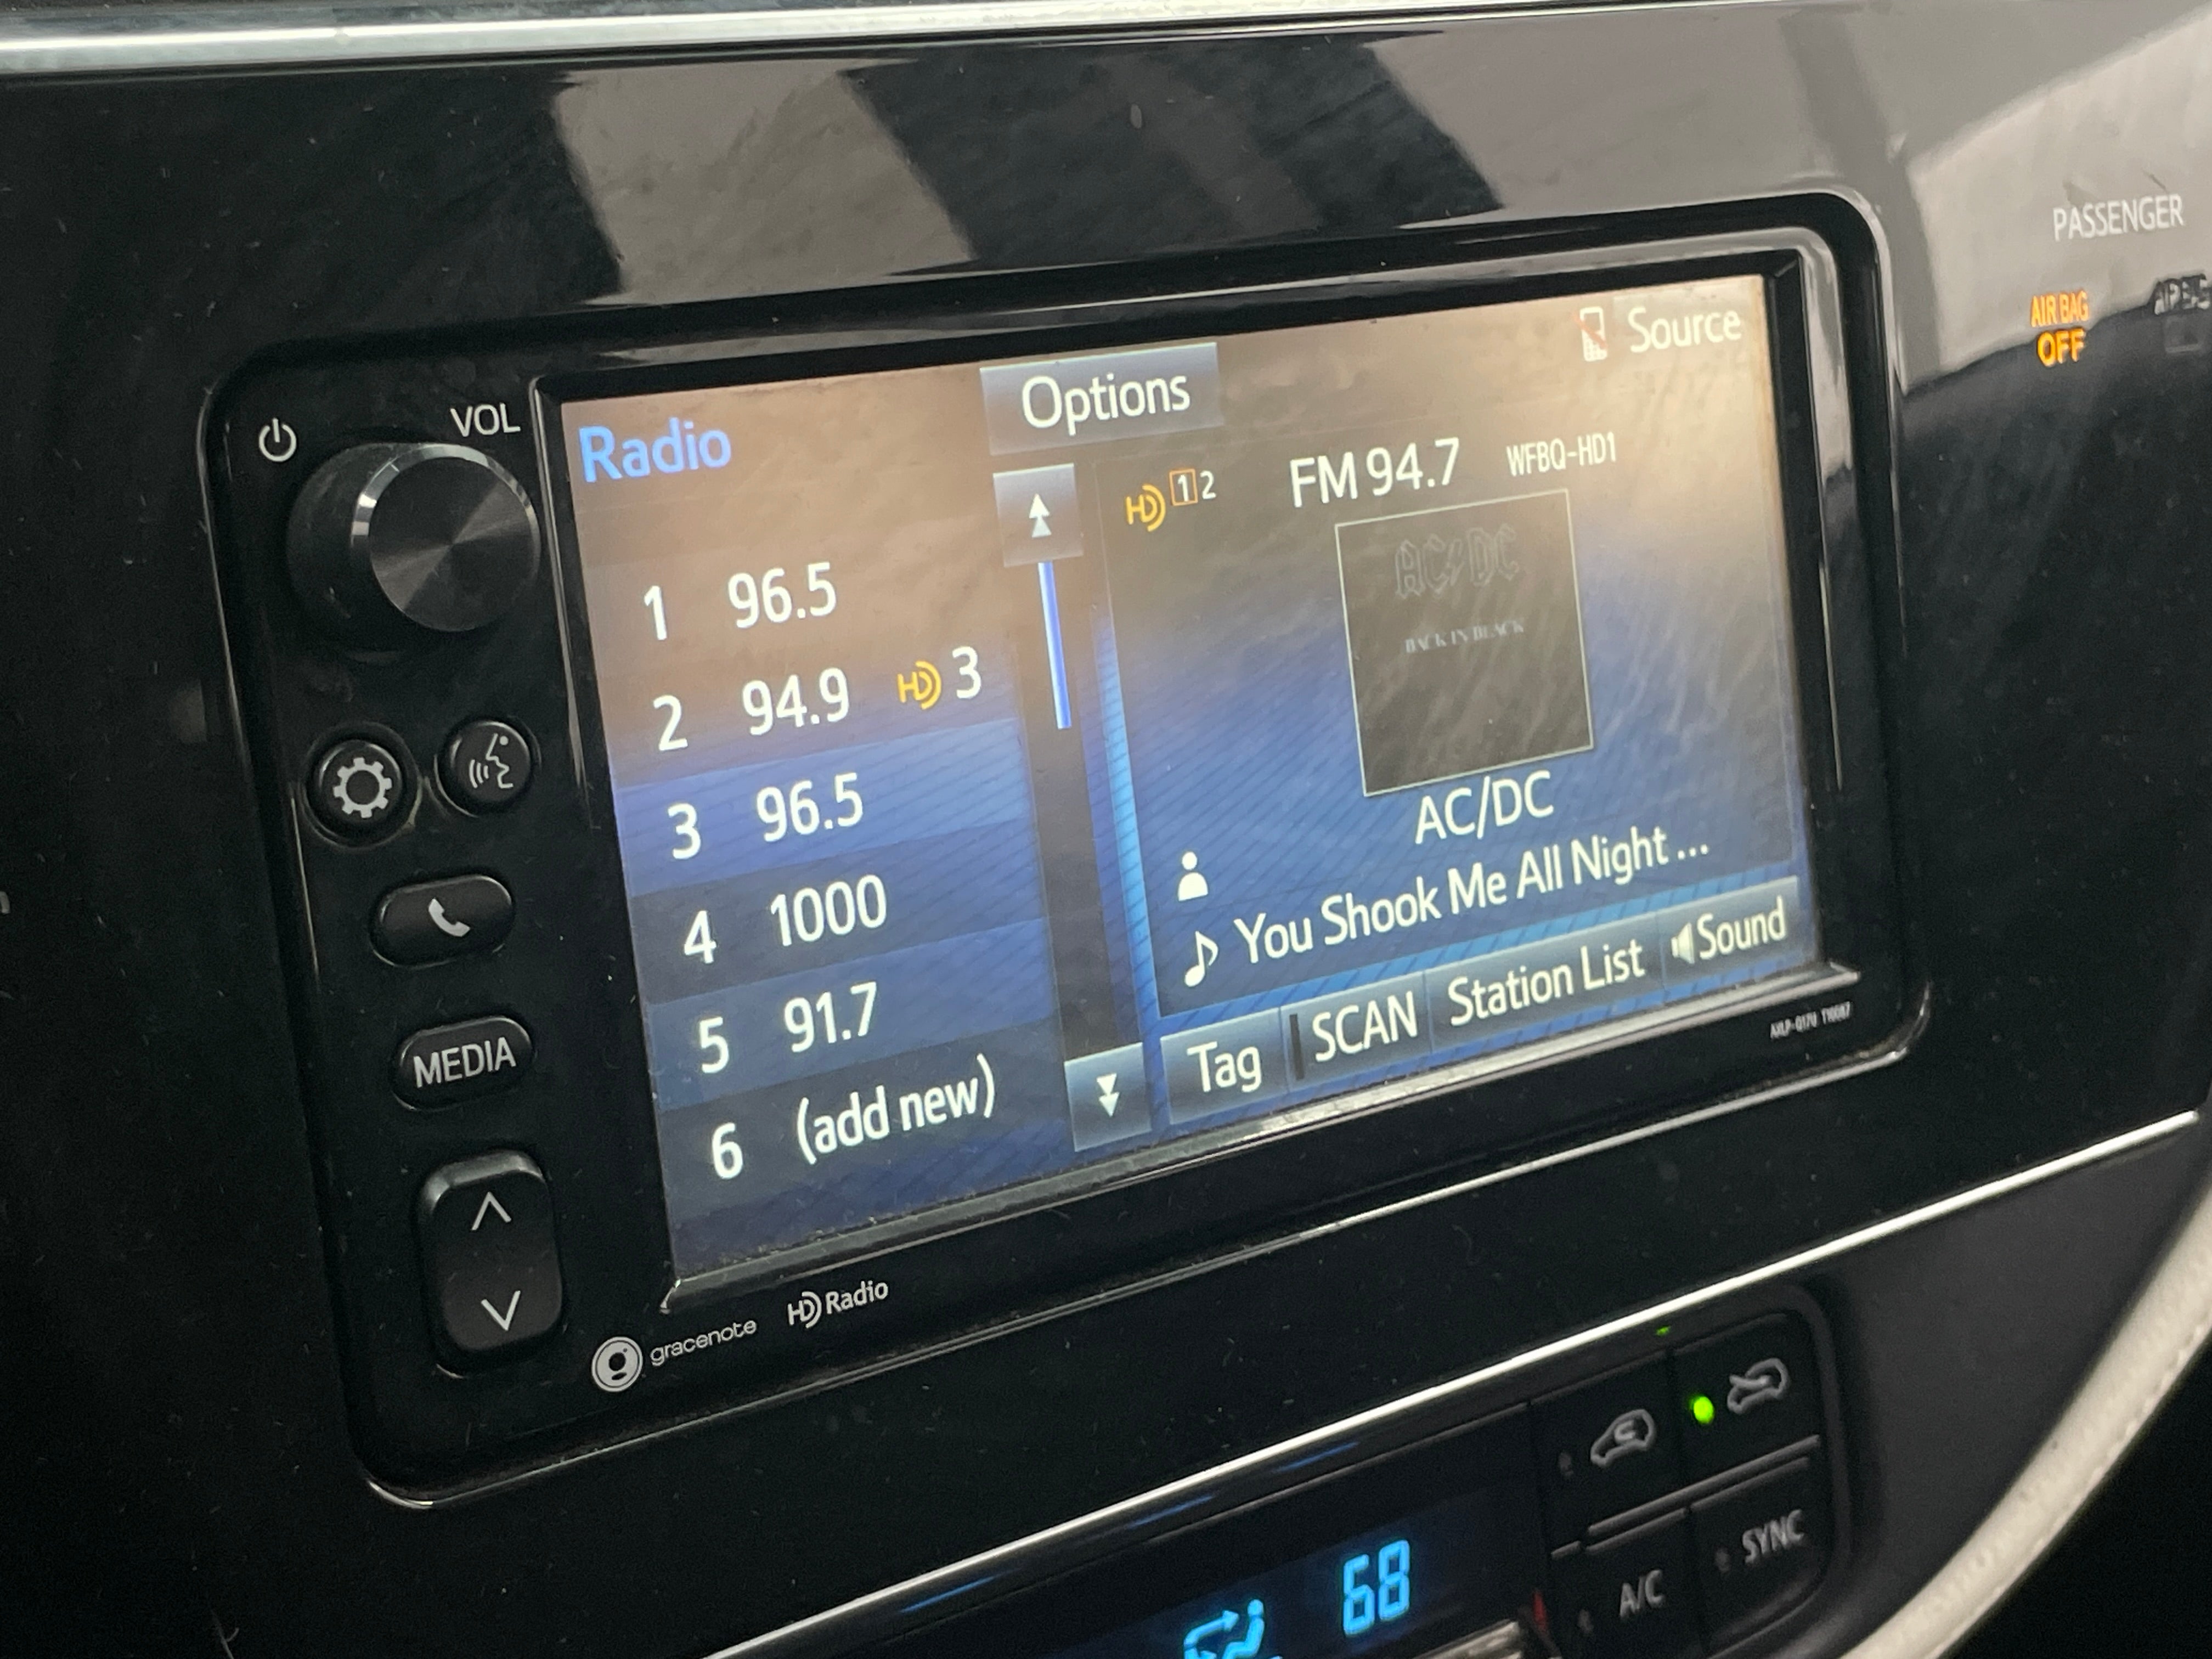 PASSENGER
AIR BAG
OFF
VOL
Source
Options
Radio
HD 1 2
FM 94.7
WFBQ-HD1
1 96.5
2 94.9 HD 3
3 96.5
4 1000
5 91.7
6 (add new)
AC/DC
BACK IN BLACK
AC/DC
You Shook Me All Night ...
Tag
SCAN
Station List
Sound
MEDIA
gracenote
HD Radio
68
A/C
SYNC